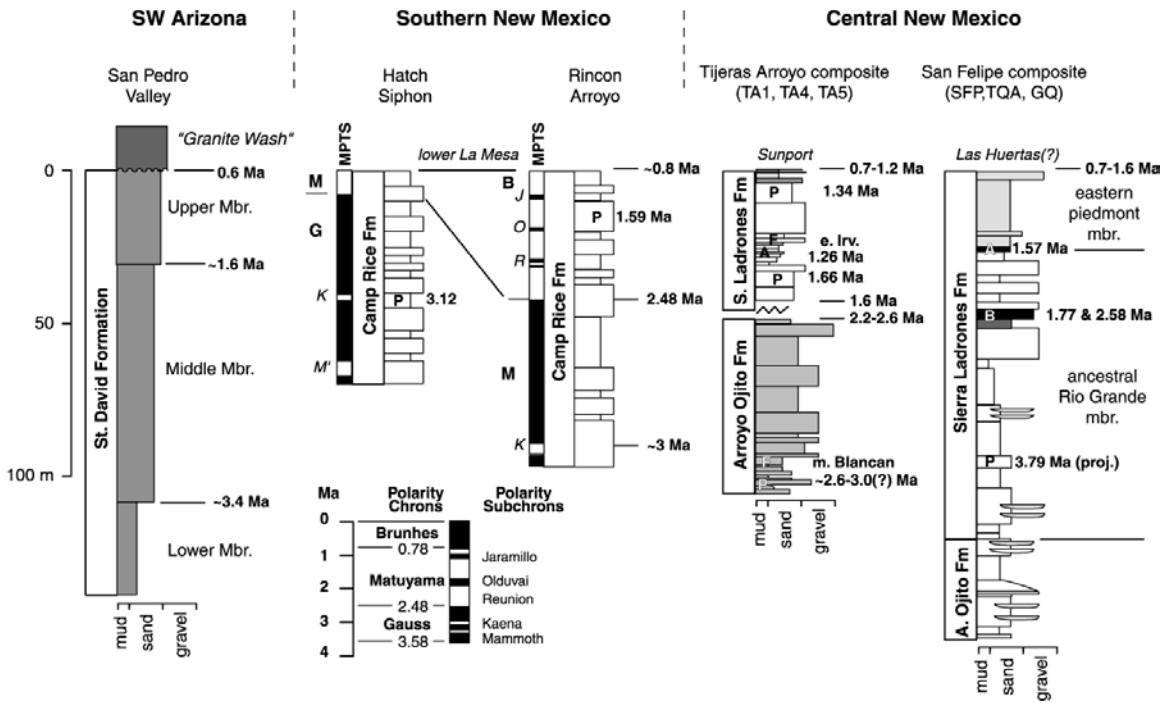 SW Arizona
Southern New Mexico
Central New Mexico
San Pedro
Valley
"Granite Wash"
0
0.6 Ma
Upper Mbr.
~1.6 Ma
50
Middle Mbr.
St. David Formation
100 m
~3.4 Ma
Lower Mbr.
mud
sand
gravel
Hatch
Siphon
MPTS
M
G
K
M'
Camp Rice Fm
P
3.12
lower La Mesa
Rincon
Arroyo
MPTS
B
J
O
R
M
K
Camp Rice Fm
P
~0.8 Ma
1.59 Ma
2.48 Ma
~3 Ma
Ma
Polarity
Chrons
Polarity
Subchrons
0
Brunhes
0.78
1
Jaramillo
Matuyama
2
Olduvai
Reunion
2.48
3
Gauss
Kaena
3.58
Mammoth
4
Tijeras Arroyo composite
(TA1, TA4, TA5)
Sunport
0.7-1.2 Ma
P
1.34 Ma
S. Ladrones Fm
F
e. Irv.
A
1.26 Ma
P
1.66 Ma
1.6 Ma
2.2-2.6 Ma
Arroyo Ojito Fm
F
m. Blancan
P
~2.6-3.0(?) Ma
mud
sand
gravel
San Felipe composite
(SFP,TQA, GQ)
Las Huertas(?)
0.7-1.6 Ma
eastern
piedmont
mbr.
A
1.57 Ma
B
1.77 & 2.58 Ma
Sierra Ladrones Fm
ancestral
Rio Grande
mbr.
P
3.79 Ma (proj.)
A. Ojito Fm
mud
sand
gravel